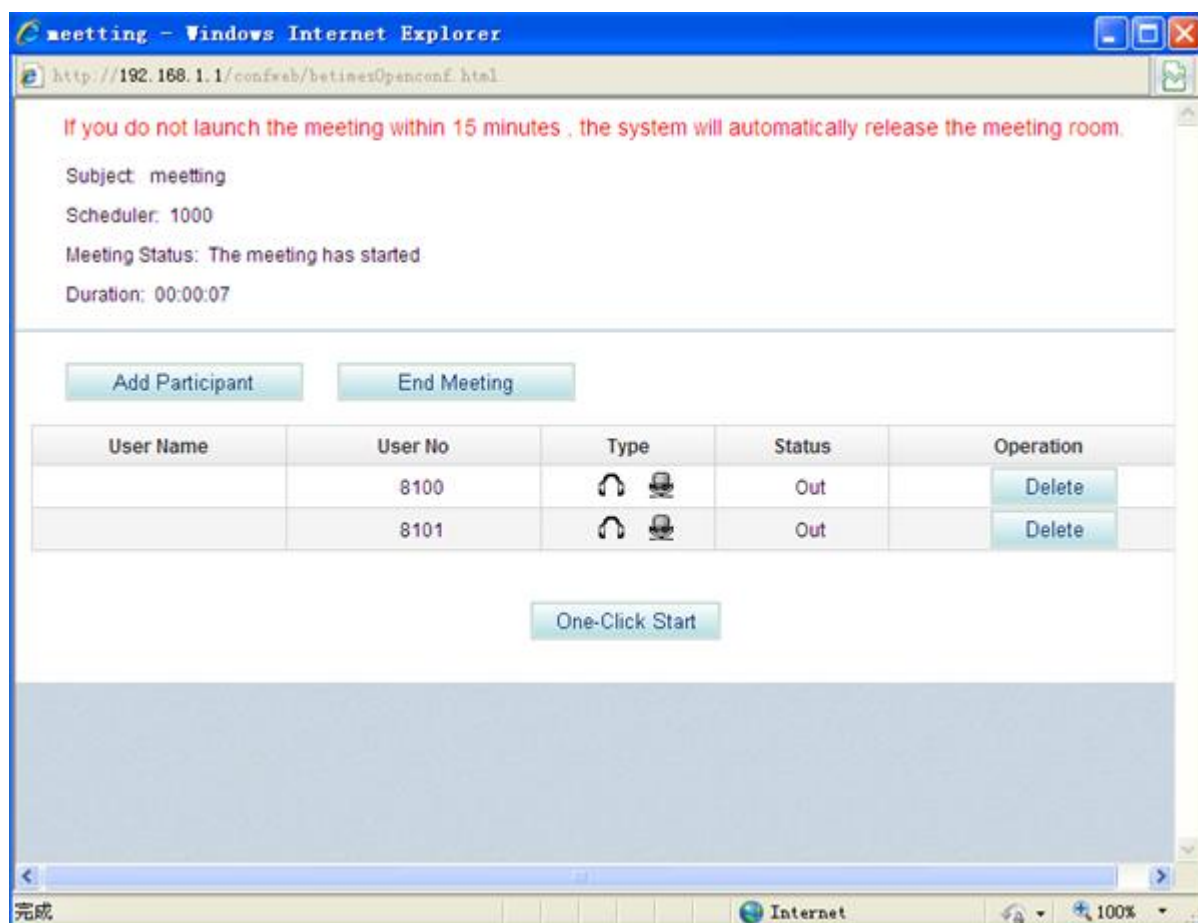 meetting - Windows Internet Explorer
http://192.168.1.1/confweb/betimesOpenconf.html
If you do not launch the meeting within 15 minutes , the system will automatically release the meeting room.
Subject: meetting
Scheduler: 1000
Meeting Status: The meeting has started
Duration: 00:00:07
Add Participant End Meeting
User Name User No Type Status Operation
8100 Out Delete
8101 Out Delete
One-Click Start
完成 Internet 100%